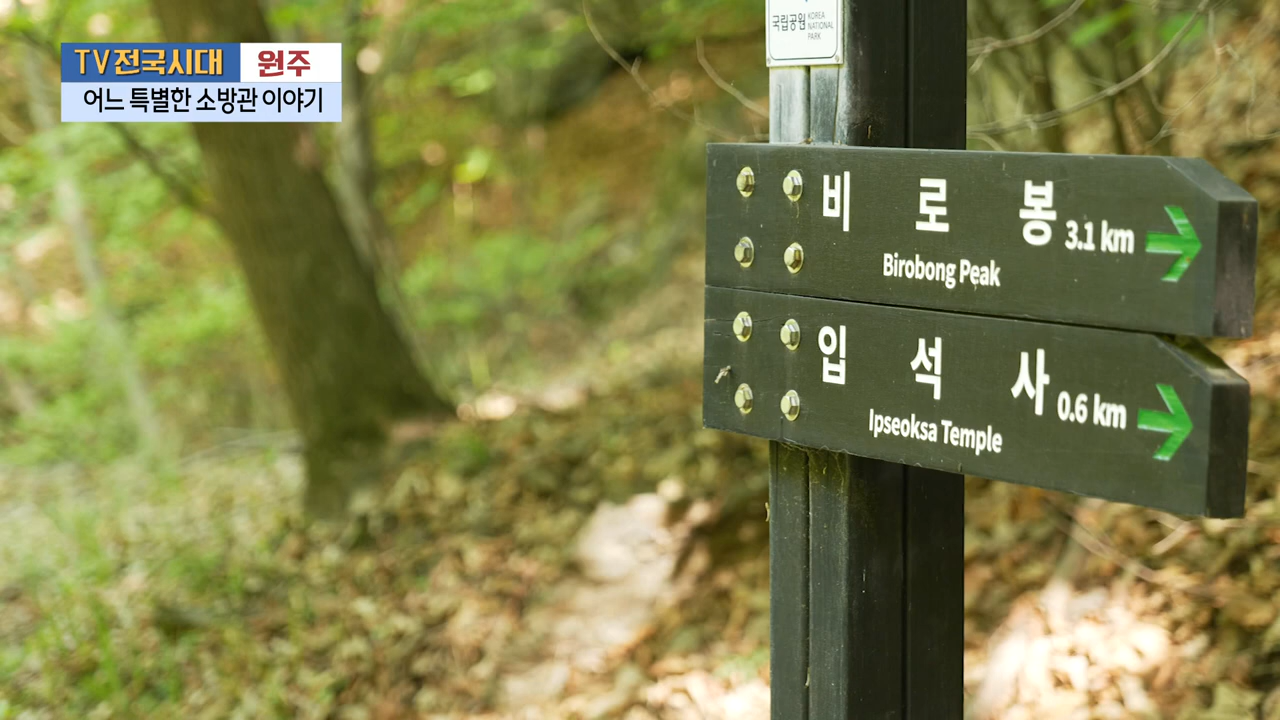 TV전국시대 원주
어느 특별한 소방관 이야기
국립공원 KOREA NATIONAL PARK
비로봉 3.1 km
Birobong Peak
입석사 0.6 km
Ipseoksa Temple